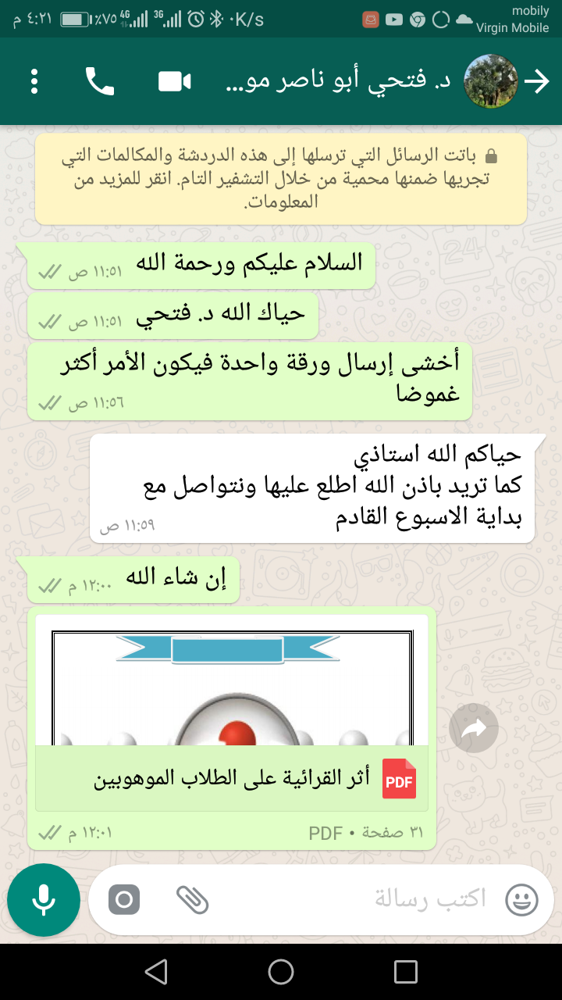 ٤:٢١ م
٪٧٥
4G
3G
K/s
mobily
Virgin Mobile
د. فتحي أبو ناصر مو...
باتت الرسائل التي ترسلها إلى هذه الدردشة والمكالمات التي
تجريها ضمنها محمية من خلال التشفير التام. انقر للمزيد من
المعلومات.
السلام عليكم ورحمة الله
١١:٥١ ص
حياك الله د. فتحي
١١:٥١ ص
أخشى إرسال ورقة واحدة فيكون الأمر أكثر
غموضا
١١:٥٦ ص
حياكم الله استاذي
كما تريد باذن الله اطلع عليها ونتواصل مع
بداية الاسبوع القادم
١١:٥٩ ص
إن شاء الله
١٢:٠٠ م
أثر القرائية على الطلاب الموهوبين
PDF
٣١ صفحة • PDF
١٢:٠١ م
اكتب رسالة